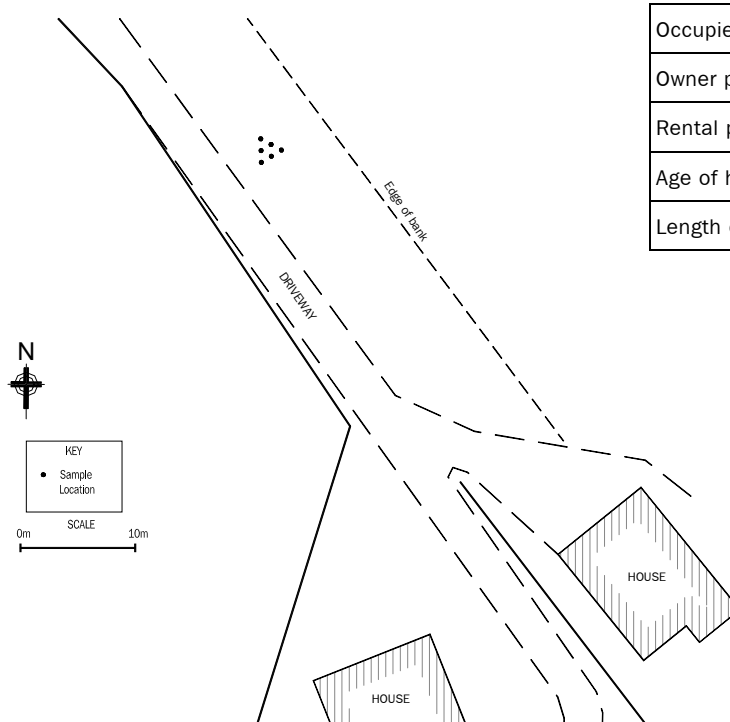 Occupie
Owner p
Rental p
Age of h
Length
Edge of bank
DRIVEWAY
N
KEY
Sample
Location
SCALE
0m 10m
HOUSE
HOUSE